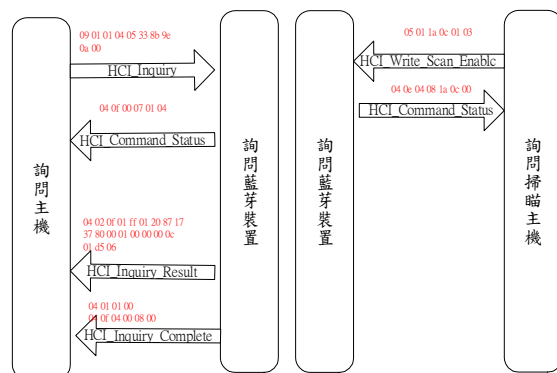 09 01 01 04 05 33 8b 9e
0a 00
HCI_Inquiry
04 0f 00 07 01 04
HCI_Command_Status
04 02 0f 01 ff 01 20 87 17
37 80 00 01 00 00 00 0c
01 d5 06
HCI_Inquiry_Result
04 01 01 00
04 0f 04 00 08 00
HCI_Inquiry_Complete
詢問主機
詢問藍芽裝置
05 01 1a 0c 01 03
HCI_Write_Scan_Enable
04 0e 04 08 1a 0c 00
HCI_Command_Status
詢問藍芽裝置
詢問掃瞄主機